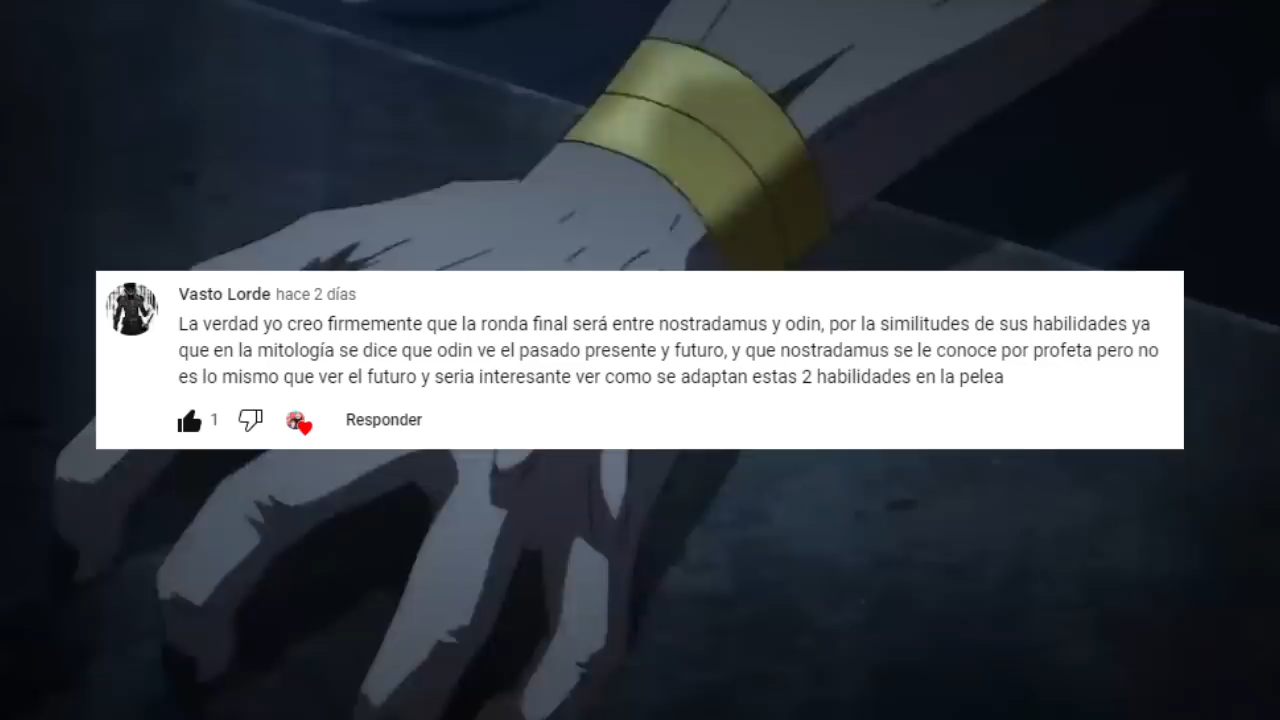 Vasto Lorde hace 2 días
La verdad yo creo firmemente que la ronda final será entre nostradamus y odin, por la similitudes de sus habilidades ya
que en la mitología se dice que odin ve el pasado presente y futuro, y que nostradamus se le conoce por profeta pero no
es lo mismo que ver el futuro y seria interesante ver como se adaptan estas 2 habilidades en la pelea
1 Responder